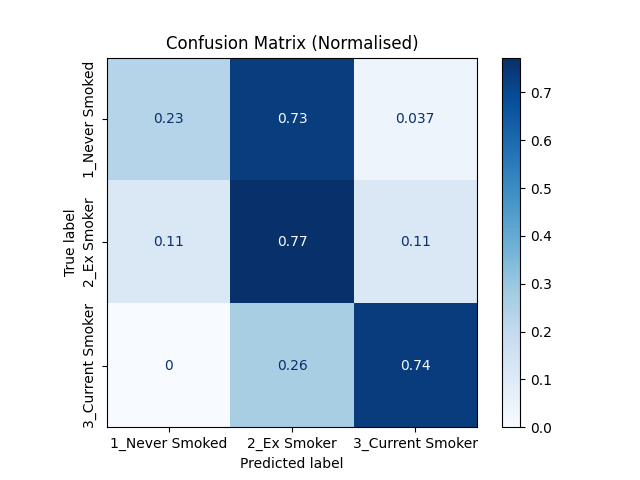 Confusion Matrix (Normalised)
True label
1_Never Smoked
2_Ex Smoker
3_Current Smoker
0.23 0.73 0.037
0.11 0.77 0.11
0 0.26 0.74
1_Never Smoked 2_Ex Smoker 3_Current Smoker
Predicted label
0.7
0.6
0.5
0.4
0.3
0.2
0.1
0.0